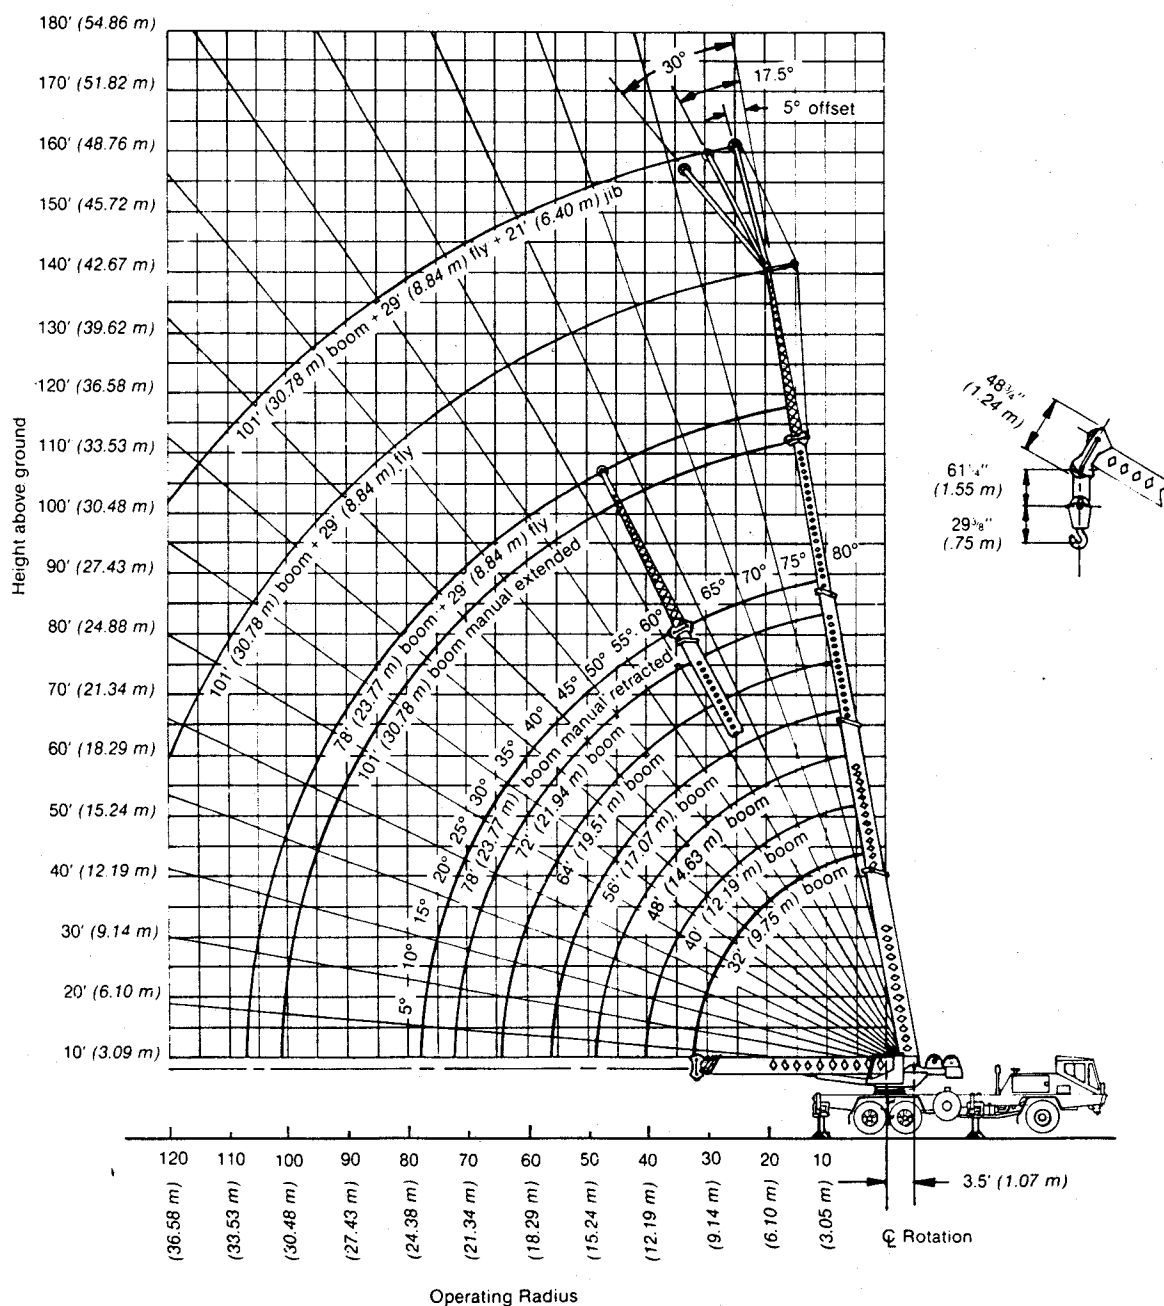 180' (54.86 m)
170' (51.82 m)
160' (48.76 m)
150' (45.72 m)
140' (42.67 m)
130' (39.62 m)
120' (36.58 m)
110' (33.53 m)
100' (30.48 m)
90' (27.43 m)
80' (24.88 m)
70' (21.34 m)
60' (18.29 m)
50' (15.24 m)
40' (12.19 m)
30' (9.14 m)
20' (6.10 m)
10' (3.09 m)
Height above ground
30°
17.5°
5° offset
101' (30.78 m) boom + 29' (8.84 m) fly + 21' (6.40 m) jib
101' (30.78 m) boom + 29' (8.84 m) fly
78' (23.77 m) boom + 29' (8.84 m) fly
101' (30.78 m) boom manual extended
78' (23.77 m) boom manual retracted
72' (21.94 m) boom
64' (19.51 m) boom
56' (17.07 m) boom
48' (14.63 m) boom
40' (12.19 m) boom
32' (9.75 m) boom
5°
10°
15°
20°
25°
30°
35°
40°
45°
50°
55°
60°
65°
70°
75°
80°
48¾"
(1.24 m)
61¼"
(1.55 m)
29⅜"
(.75 m)
120 110 100 90 80 70 60 50 40 30 20 10
(36.58 m)
(33.53 m)
(30.48 m)
(27.43 m)
(24.38 m)
(21.34 m)
(18.29 m)
(15.24 m)
(12.19 m)
(9.14 m)
(6.10 m)
(3.05 m)
3.5' (1.07 m)
℄ Rotation
Operating Radius